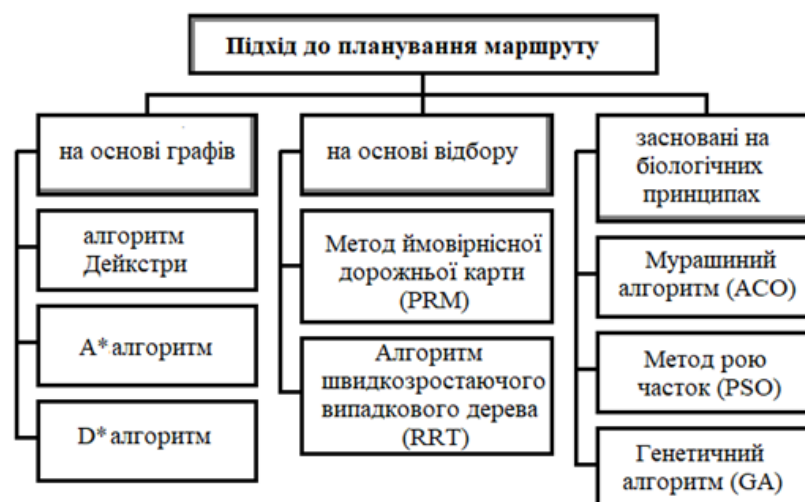 Підхід до планування маршруту
на основі графів
алгоритм
Дейкстри
A* алгоритм
D* алгоритм
на основі відбору
Метод ймовірнісної
дорожньої карти
(PRM)
Алгоритм
швидкозростаючого
випадкового дерева
(RRT)
засновані на
біологічних
принципах
Мурашиний
алгоритм (ACO)
Метод рою
часток (PSO)
Генетичний
алгоритм (GA)